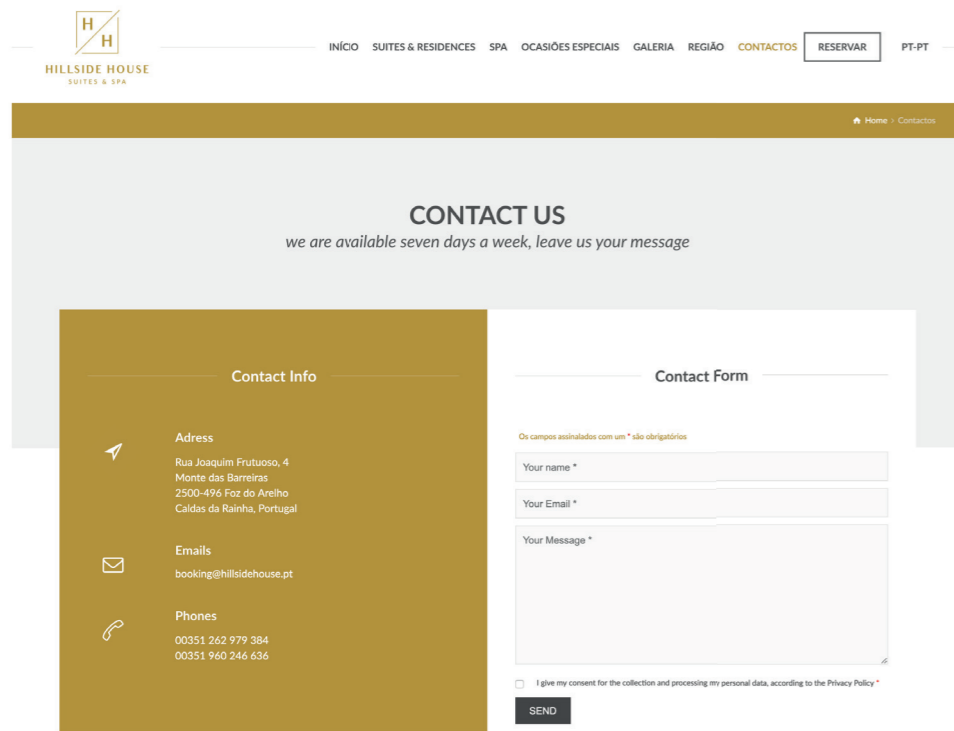 H
H
HILLSIDE HOUSE
SUITES & SPA
INÍCIO SUITES & RESIDENCES SPA OCASIÕES ESPECIAIS GALERIA REGIÃO CONTACTOS RESERVAR PT-PT
Home > Contactos
CONTACT US
we are available seven days a week, leave us your message
Contact Info
Adress
Rua Joaquim Frutuoso, 4
Monte das Barreiras
2500-496 Foz do Arelho
Caldas da Rainha, Portugal
Emails
booking@hillsidehouse.pt
Phones
00351 262 979 384
00351 960 246 636
Contact Form
Os campos assinalados com um * são obrigatórios
Your name *
Your Email *
Your Message *
I give my consent for the collection and processing my personal data, according to the Privacy Policy *
SEND